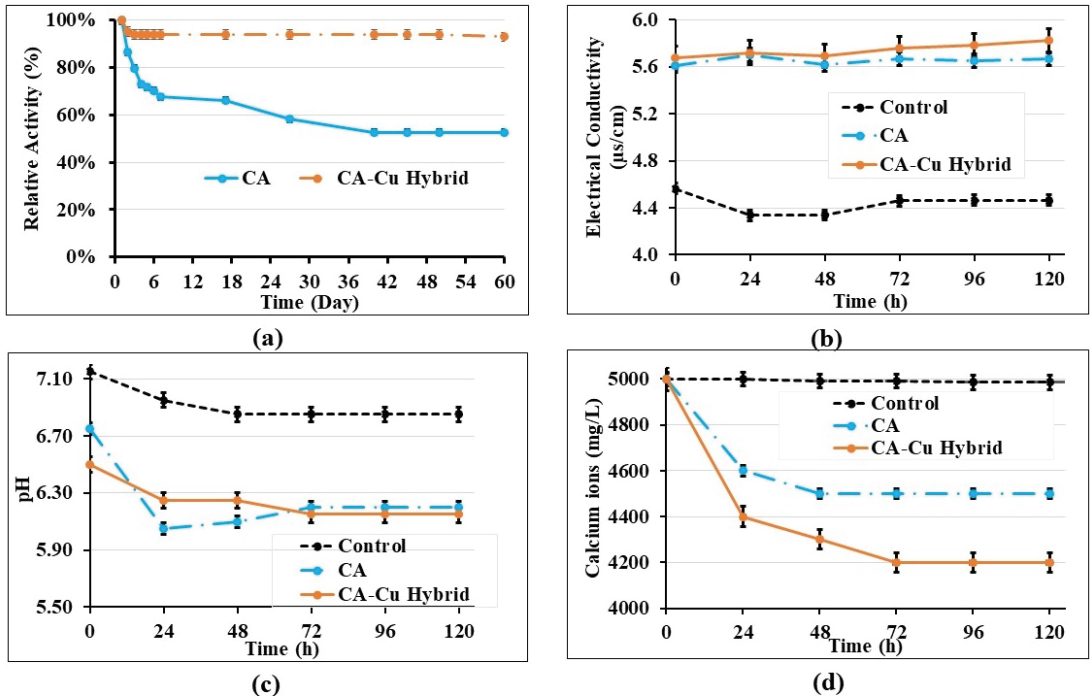 100%
80%
60%
40%
20%
0%
Relative Activity (%)
CA
CA-Cu Hybrid
0 6 12 18 24 30 36 42 48 54 60
Time (Day)
(a)
6.0
5.6
5.2
4.8
4.4
4.0
Electrical Conductivity
(µs/cm)
Control
CA
CA-Cu Hybrid
0 24 48 72 96 120
Time (h)
(b)
7.10
6.70
6.30
5.90
5.50
pH
Control
CA
CA-Cu Hybrid
0 24 48 72 96 120
Time (h)
(c)
5000
4800
4600
4400
4200
4000
Calcium ions (mg/L)
Control
CA
CA-Cu Hybrid
0 24 48 72 96 120
Time (h)
(d)